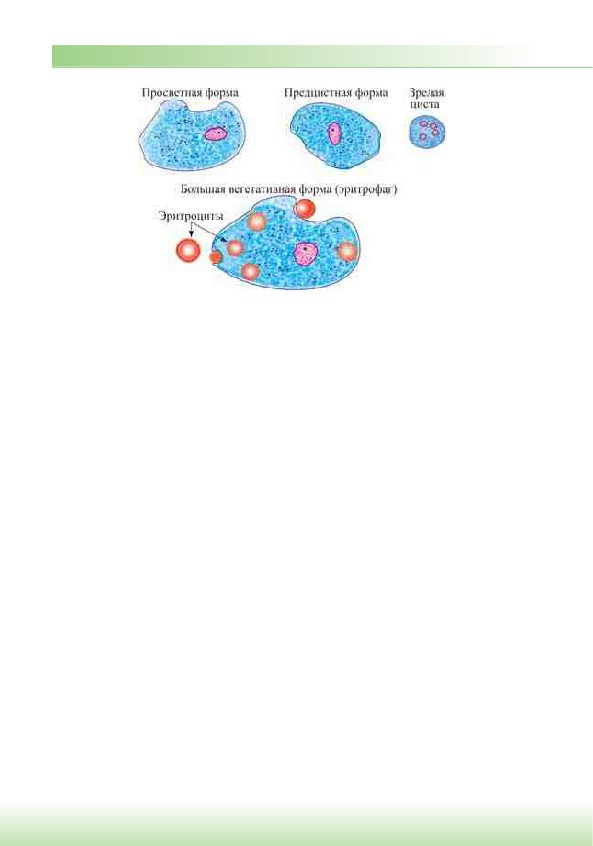 Просветная форма
Предцистная форма
Зрелая
циста
Большая вегетативная форма (эритрофаг)
Эритроциты